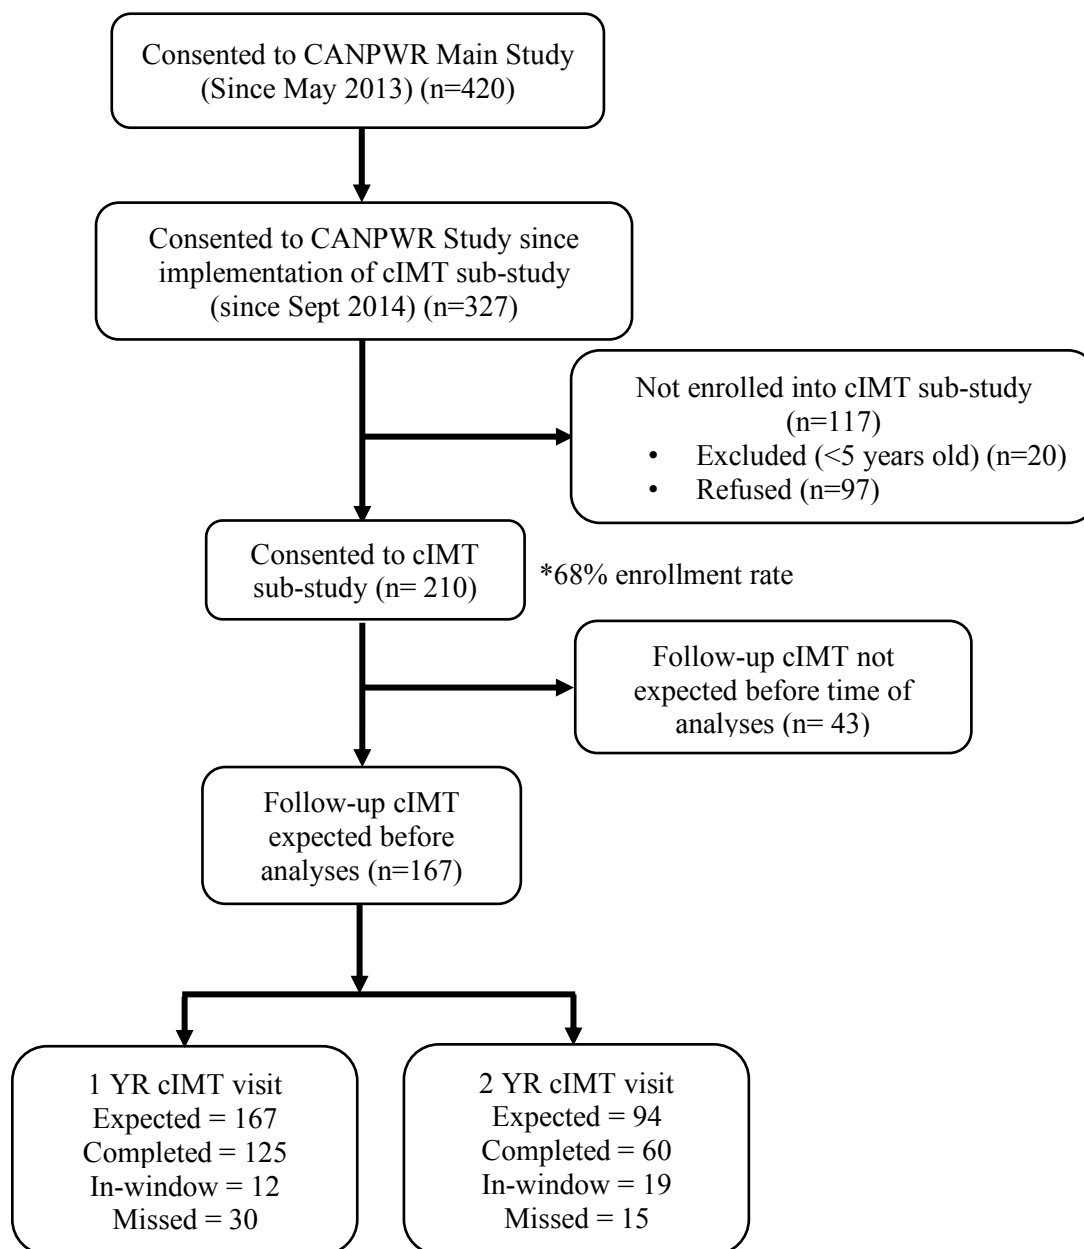 Consented to CANPWR Main Study
(Since May 2013) (n=420)
Consented to CANPWR Study since
implementation of cIMT sub-study
(since Sept 2014) (n=327)
Not enrolled into cIMT sub-study
(n=117)
• Excluded (<5 years old) (n=20)
• Refused (n=97)
Consented to cIMT
sub-study (n= 210)
*68% enrollment rate
Follow-up cIMT not
expected before time of
analyses (n= 43)
Follow-up cIMT
expected before
analyses (n=167)
1 YR cIMT visit
Expected = 167
Completed = 125
In-window = 12
Missed = 30
2 YR cIMT visit
Expected = 94
Completed = 60
In-window = 19
Missed = 15